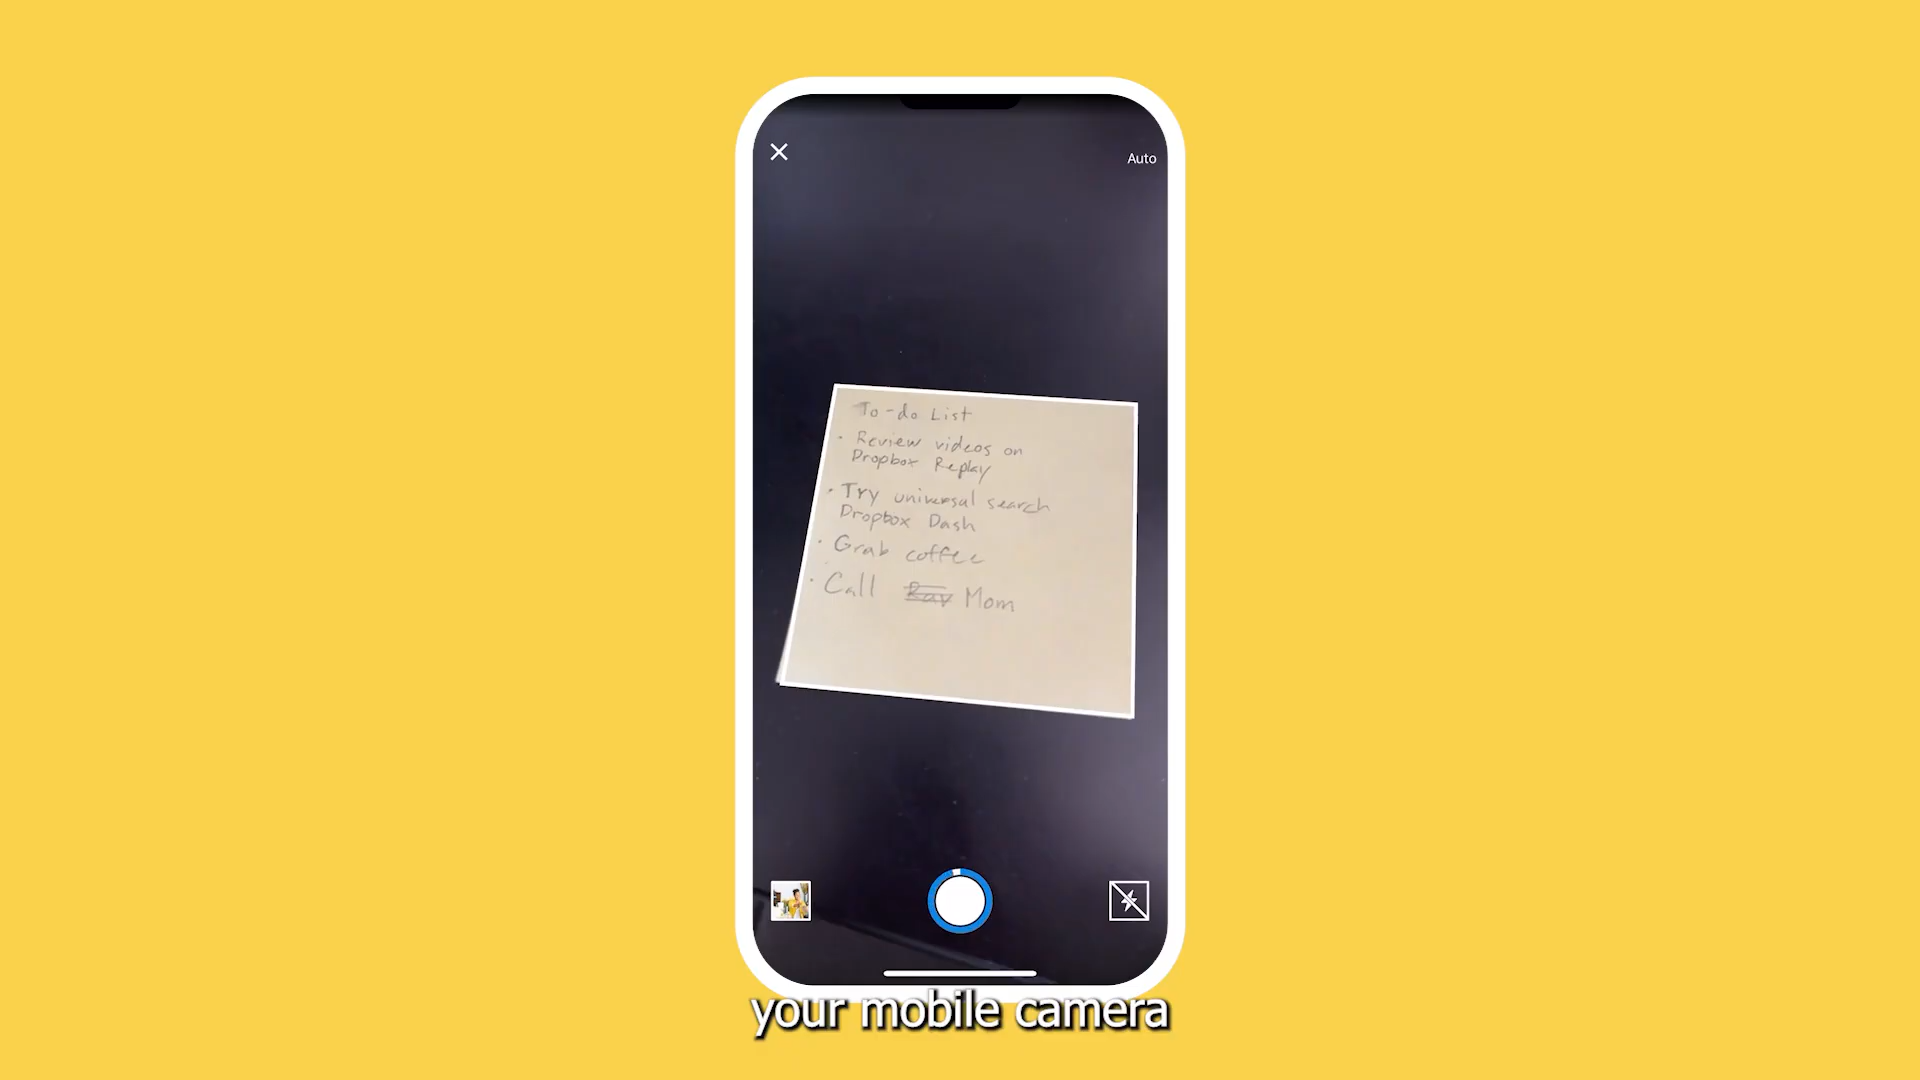 Auto
To-do List
• Review videos on
Dropbox Replay
• Try universal search
Dropbox Dash
• Grab coffee
• Call Mom
your mobile camera